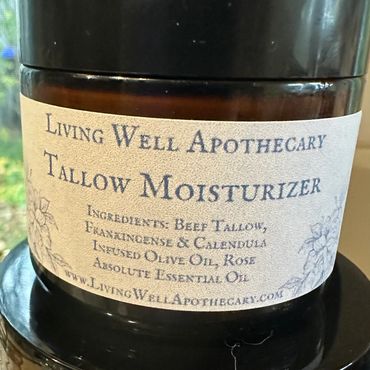 Living Well Apothecary
Tallow Moisturizer
Ingredients: Beef Tallow,
Frankingense & Calendula
Infused Olive Oil, Rose
Absolute Essential Oil
www.LivingWellApothecary.com